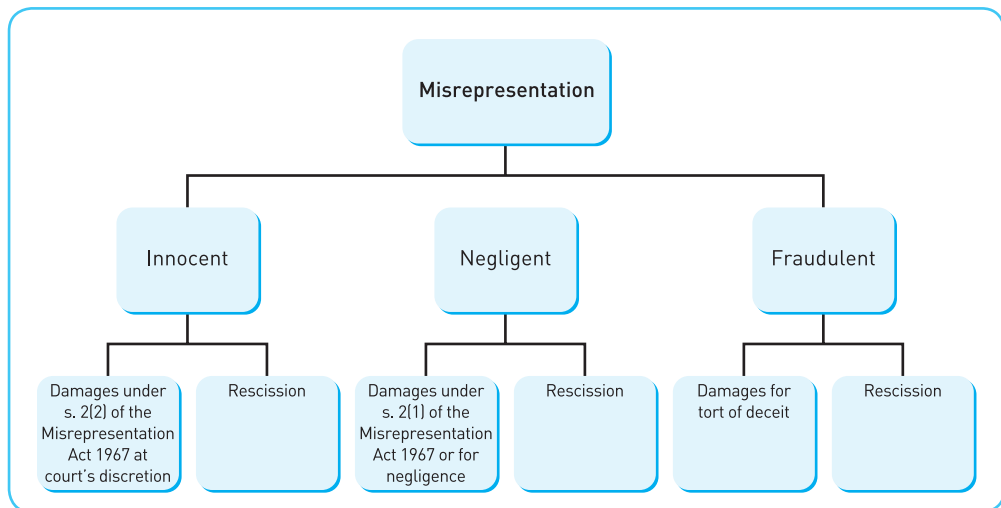 Misrepresentation
Innocent
Negligent
Fraudulent
Damages under
s. 2(2) of the
Misrepresentation
Act 1967 at
court's discretion
Rescission
Damages under
s. 2(1) of the
Misrepresentation
Act 1967 or for
negligence
Rescission
Damages for
tort of deceit
Rescission